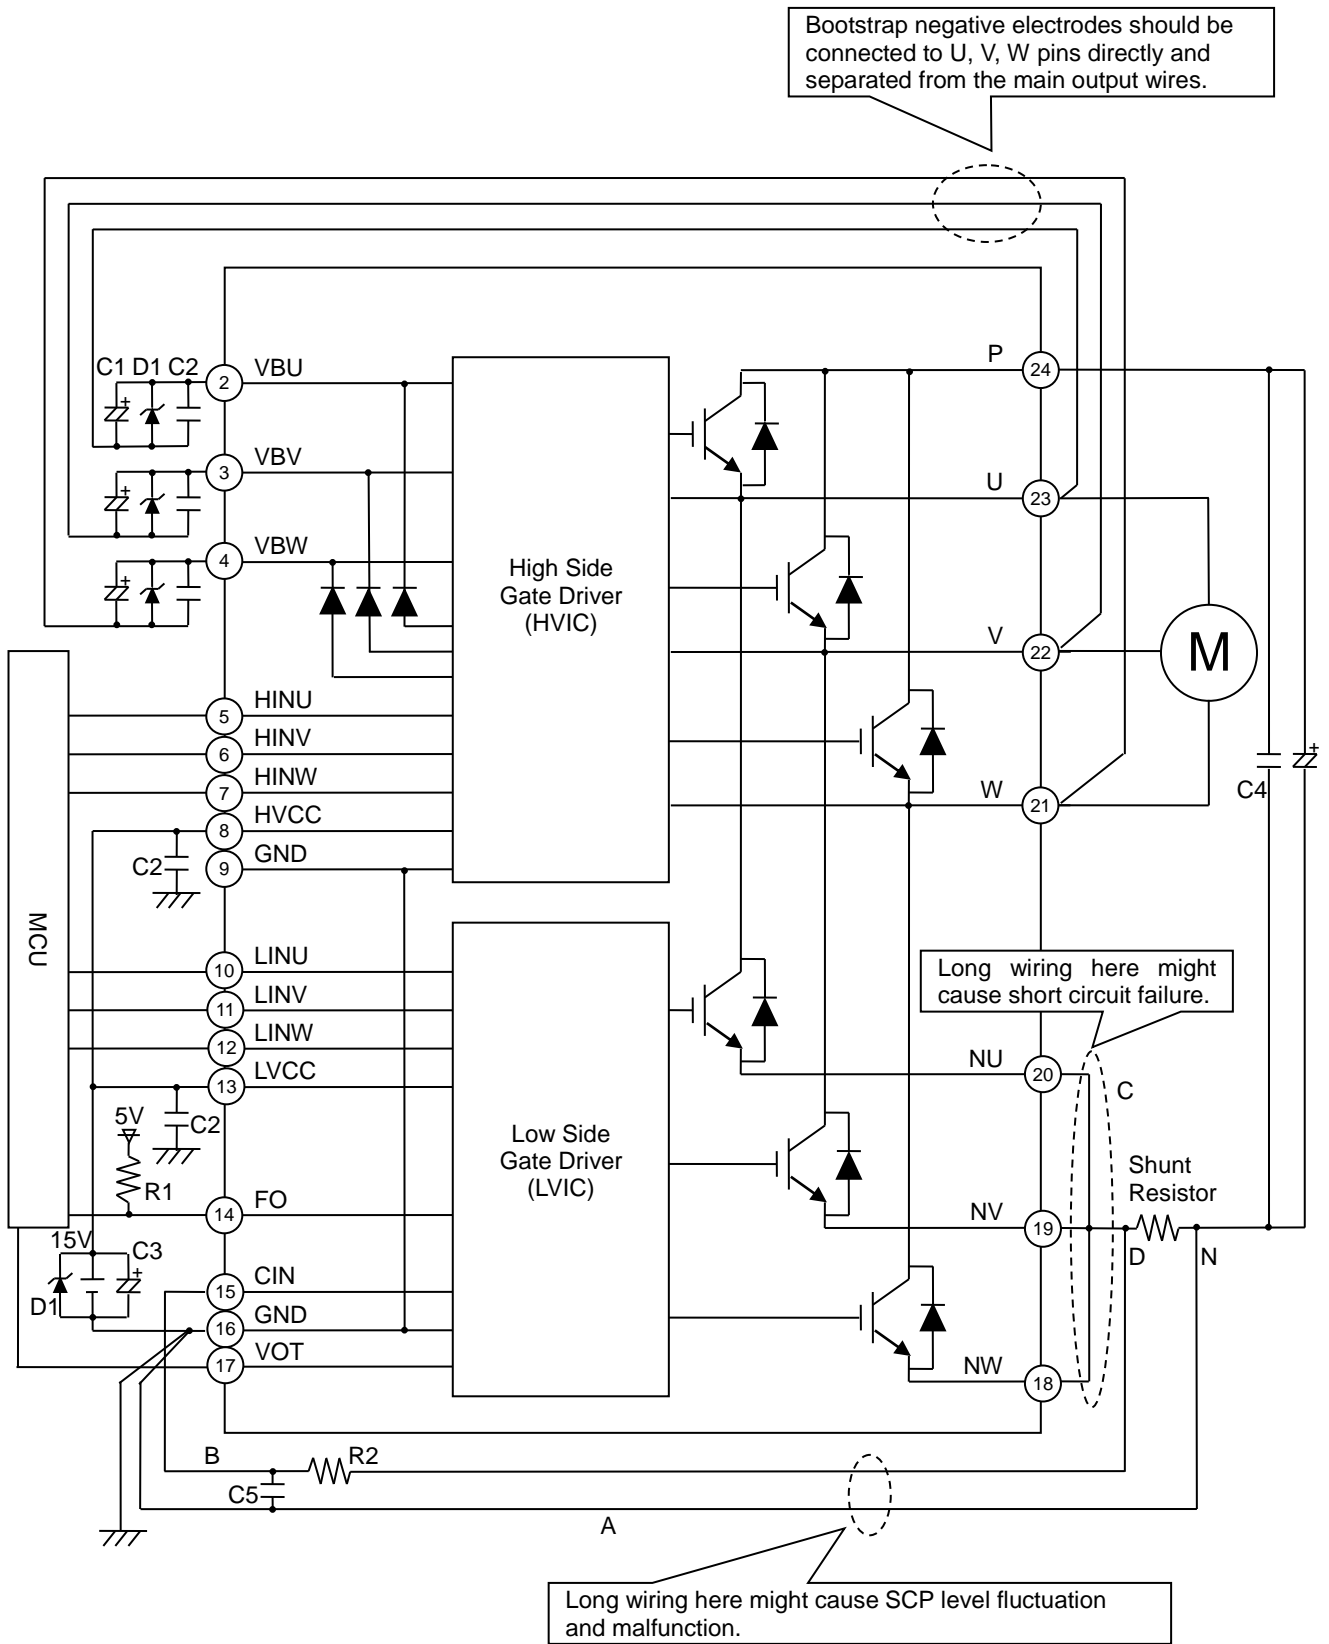 Bootstrap negative electrodes should be
connected to U, V, W pins directly and
separated from the main output wires.
C1 D1 C2
2
VBU
P
24
+
3
VBV
U
23
+
4
VBW
+
High Side
Gate Driver
(HVIC)
V
22
M
5
HINU
6
HINV
7
HINW
+
C4
W
21
8
HVCC
C2
9
GND
MCU
10
LINU
Long wiring here might
cause short circuit failure.
11
LINV
12
LINW
13
LVCC
NU
20
C
5V
C2
Low Side
Gate Driver
(LVIC)
Shunt
Resistor
R1
14
FO
NV
19
D
N
15V
C3
+
D1
15
CIN
16
GND
17
VOT
NW
18
B
R2
C5
A
Long wiring here might cause SCP level fluctuation
and malfunction.